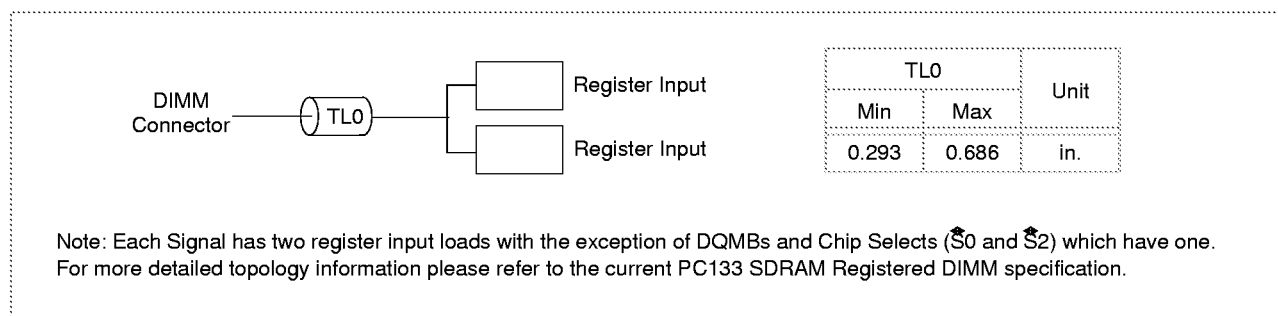 DIMM
Connector
TL0
Register Input
Register Input
TL0
Unit
Min
Max
0.293
0.686
in.
Note: Each Signal has two register input loads with the exception of DQMBs and Chip Selects (S0 and S2) which have one.
For more detailed topology information please refer to the current PC133 SDRAM Registered DIMM specification.